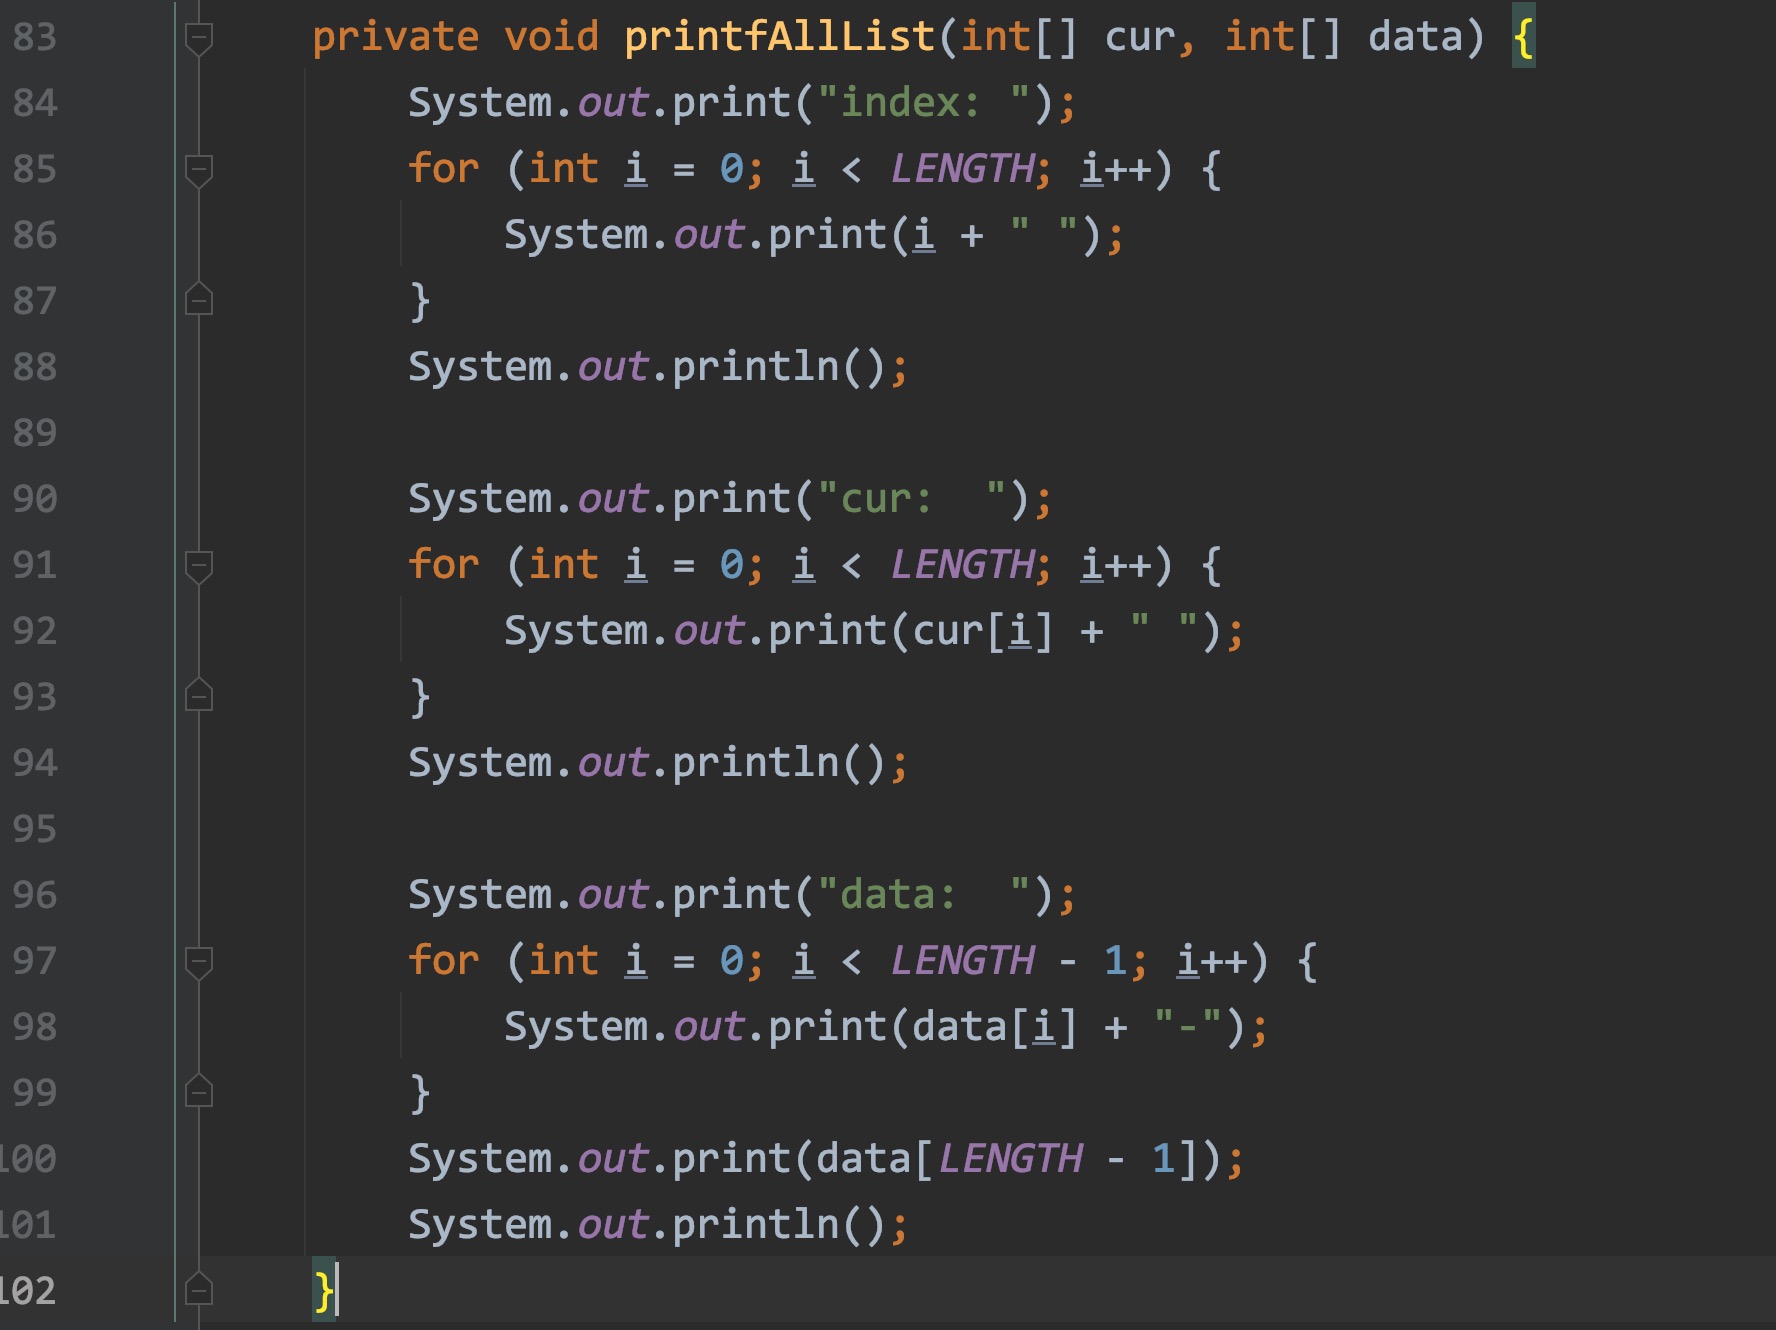 83 private void printfAllList(int[] cur, int[] data) {
84 System.out.print("index: ");
85 for (int i = 0; i < LENGTH; i++) {
86 System.out.print(i + " ");
87 }
88 System.out.println();
89
90 System.out.print("cur:  ");
91 for (int i = 0; i < LENGTH; i++) {
92 System.out.print(cur[i] + " ");
93 }
94 System.out.println();
95
96 System.out.print("data:  ");
97 for (int i = 0; i < LENGTH - 1; i++) {
98 System.out.print(data[i] + "-");
99 }
100 System.out.print(data[LENGTH - 1]);
101 System.out.println();
102 }